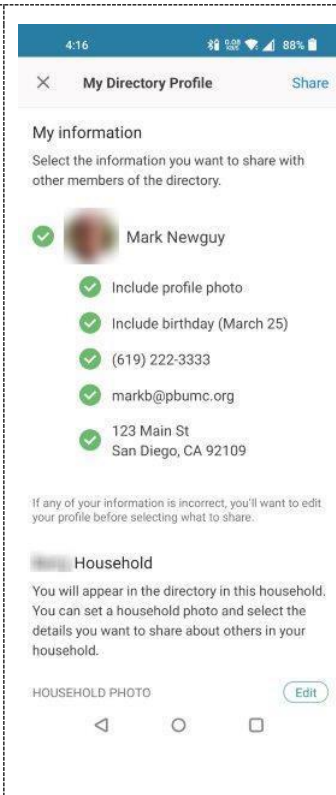 4:16
88%
My Directory Profile
Share
My information
Select the information you want to share with
other members of the directory.
Mark Newguy
Include profile photo
Include birthday (March 25)
(619) 222-3333
markb@pbumc.org
123 Main St
San Diego, CA 92109
If any of your information is incorrect, you'll want to edit
your profile before selecting what to share.
Household
You will appear in the directory in this household.
You can set a household photo and select the
details you want to share about others in your
household.
HOUSEHOLD PHOTO
Edit